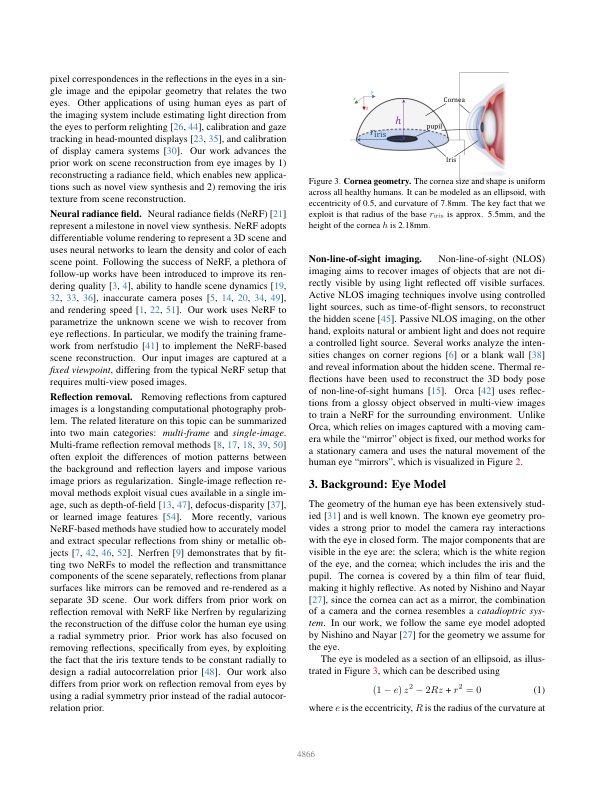 pixel correspondences in the reflections in the eyes in a sin-
gle image and the epipolar geometry that relates the two
eyes. Other applications of using human eyes as part of
the imaging system include estimating light direction from
the eyes to perform relighting [26, 44], calibration and gaze
tracking in head-mounted displays [23, 35], and calibration
of display camera systems [30]. Our work advances the
prior work on scene reconstruction from eye images by 1)
reconstructing a radiance field, which enables new applica-
tions such as novel view synthesis and 2) removing the iris
texture from scene reconstruction.
Neural radiance field. Neural radiance fields (NeRF) [21]
represent a milestone in novel view synthesis. NeRF adopts
differentiable volume rendering to represent a 3D scene and
uses neural networks to learn the density and color of each
scene point. Following the success of NeRF, a plethora of
follow-up works have been introduced to improve its ren-
dering quality [3, 4], ability to handle scene dynamics [19,
32, 33, 36], inaccurate camera poses [5, 14, 20, 34, 49],
and rendering speed [1, 22, 51]. Our work uses NeRF to
parametrize the unknown scene we wish to recover from
eye reflections. In particular, we modify the training frame-
work from nerfstudio [41] to implement the NeRF-based
scene reconstruction. Our input images are captured at a
fixed viewpoint, differing from the typical NeRF setup that
requires multi-view posed images.
Reflection removal. Removing reflections from captured
images is a longstanding computational photography prob-
lem. The related literature on this topic can be summarized
into two main categories: multi-frame and single-image.
Multi-frame reflection removal methods [8, 17, 18, 39, 50]
often exploit the differences of motion patterns between
the background and reflection layers and impose various
image priors as regularization. Single-image reflection re-
moval methods exploit visual cues available in a single im-
age, such as depth-of-field [13, 47], defocus-disparity [37],
or learned image features [54]. More recently, various
NeRF-based methods have studied how to accurately model
and extract specular reflections from shiny or metallic ob-
jects [7, 42, 46, 52]. Nerfren [9] demonstrates that by fit-
ting two NeRFs to model the reflection and transmittance
components of the scene separately, reflections from planar
surfaces like mirrors can be removed and re-rendered as a
separate 3D scene. Our work differs from prior work on
reflection removal with NeRF like Nerfren by regularizing
the reconstruction of the diffuse color the human eye using
a radial symmetry prior. Prior work has also focused on
removing reflections, specifically from eyes, by exploiting
the fact that the iris texture tends to be constant radially to
design a radial autocorrelation prior [48]. Our work also
differs from prior work on reflection removal from eyes by
using a radial symmetry prior instead of the radial autocor-
relation prior.
Cornea
h
pupil
riris
Iris
Figure 3. Cornea geometry. The cornea size and shape is uniform
across all healthy humans. It can be modeled as an ellipsoid, with
eccentricity of 0.5, and curvature of 7.8mm. The key fact that we
exploit is that radius of the base riris is approx. 5.5mm, and the
height of the cornea h is 2.18mm.
Non-line-of-sight imaging. Non-line-of-sight (NLOS)
imaging aims to recover images of objects that are not di-
rectly visible by using light reflected off visible surfaces.
Active NLOS imaging techniques involve using controlled
light sources, such as time-of-flight sensors, to reconstruct
the hidden scene [45]. Passive NLOS imaging, on the other
hand, exploits natural or ambient light and does not require
a controlled light source. Several works analyze the inten-
sities changes on corner regions [6] or a blank wall [38]
and reveal information about the hidden scene. Thermal re-
flections have been used to reconstruct the 3D body pose
of non-line-of-sight humans [15]. Orca [42] uses reflec-
tions from a glossy object observed in multi-view images
to train a NeRF for the surrounding environment. Unlike
Orca, which relies on images captured with a moving cam-
era while the “mirror” object is fixed, our method works for
a stationary camera and uses the natural movement of the
human eye “mirrors”, which is visualized in Figure 2.
3. Background: Eye Model
The geometry of the human eye has been extensively stud-
ied [31] and is well known. The known eye geometry pro-
vides a strong prior to model the camera ray interactions
with the eye in closed form. The major components that are
visible in the eye are: the sclera; which is the white region
of the eye, and the cornea; which includes the iris and the
pupil. The cornea is covered by a thin film of tear fluid,
making it highly reflective. As noted by Nishino and Nayar
[27], since the cornea can act as a mirror, the combination
of a camera and the cornea resembles a catadioptric sys-
tem. In our work, we follow the same eye model adopted
by Nishino and Nayar [27] for the geometry we assume for
the eye.
The eye is modeled as a section of an ellipsoid, as illus-
trated in Figure 3, which can be described using
(1 − e) z² − 2Rz + r² = 0 (1)
where e is the eccentricity, R is the radius of the curvature at
4866